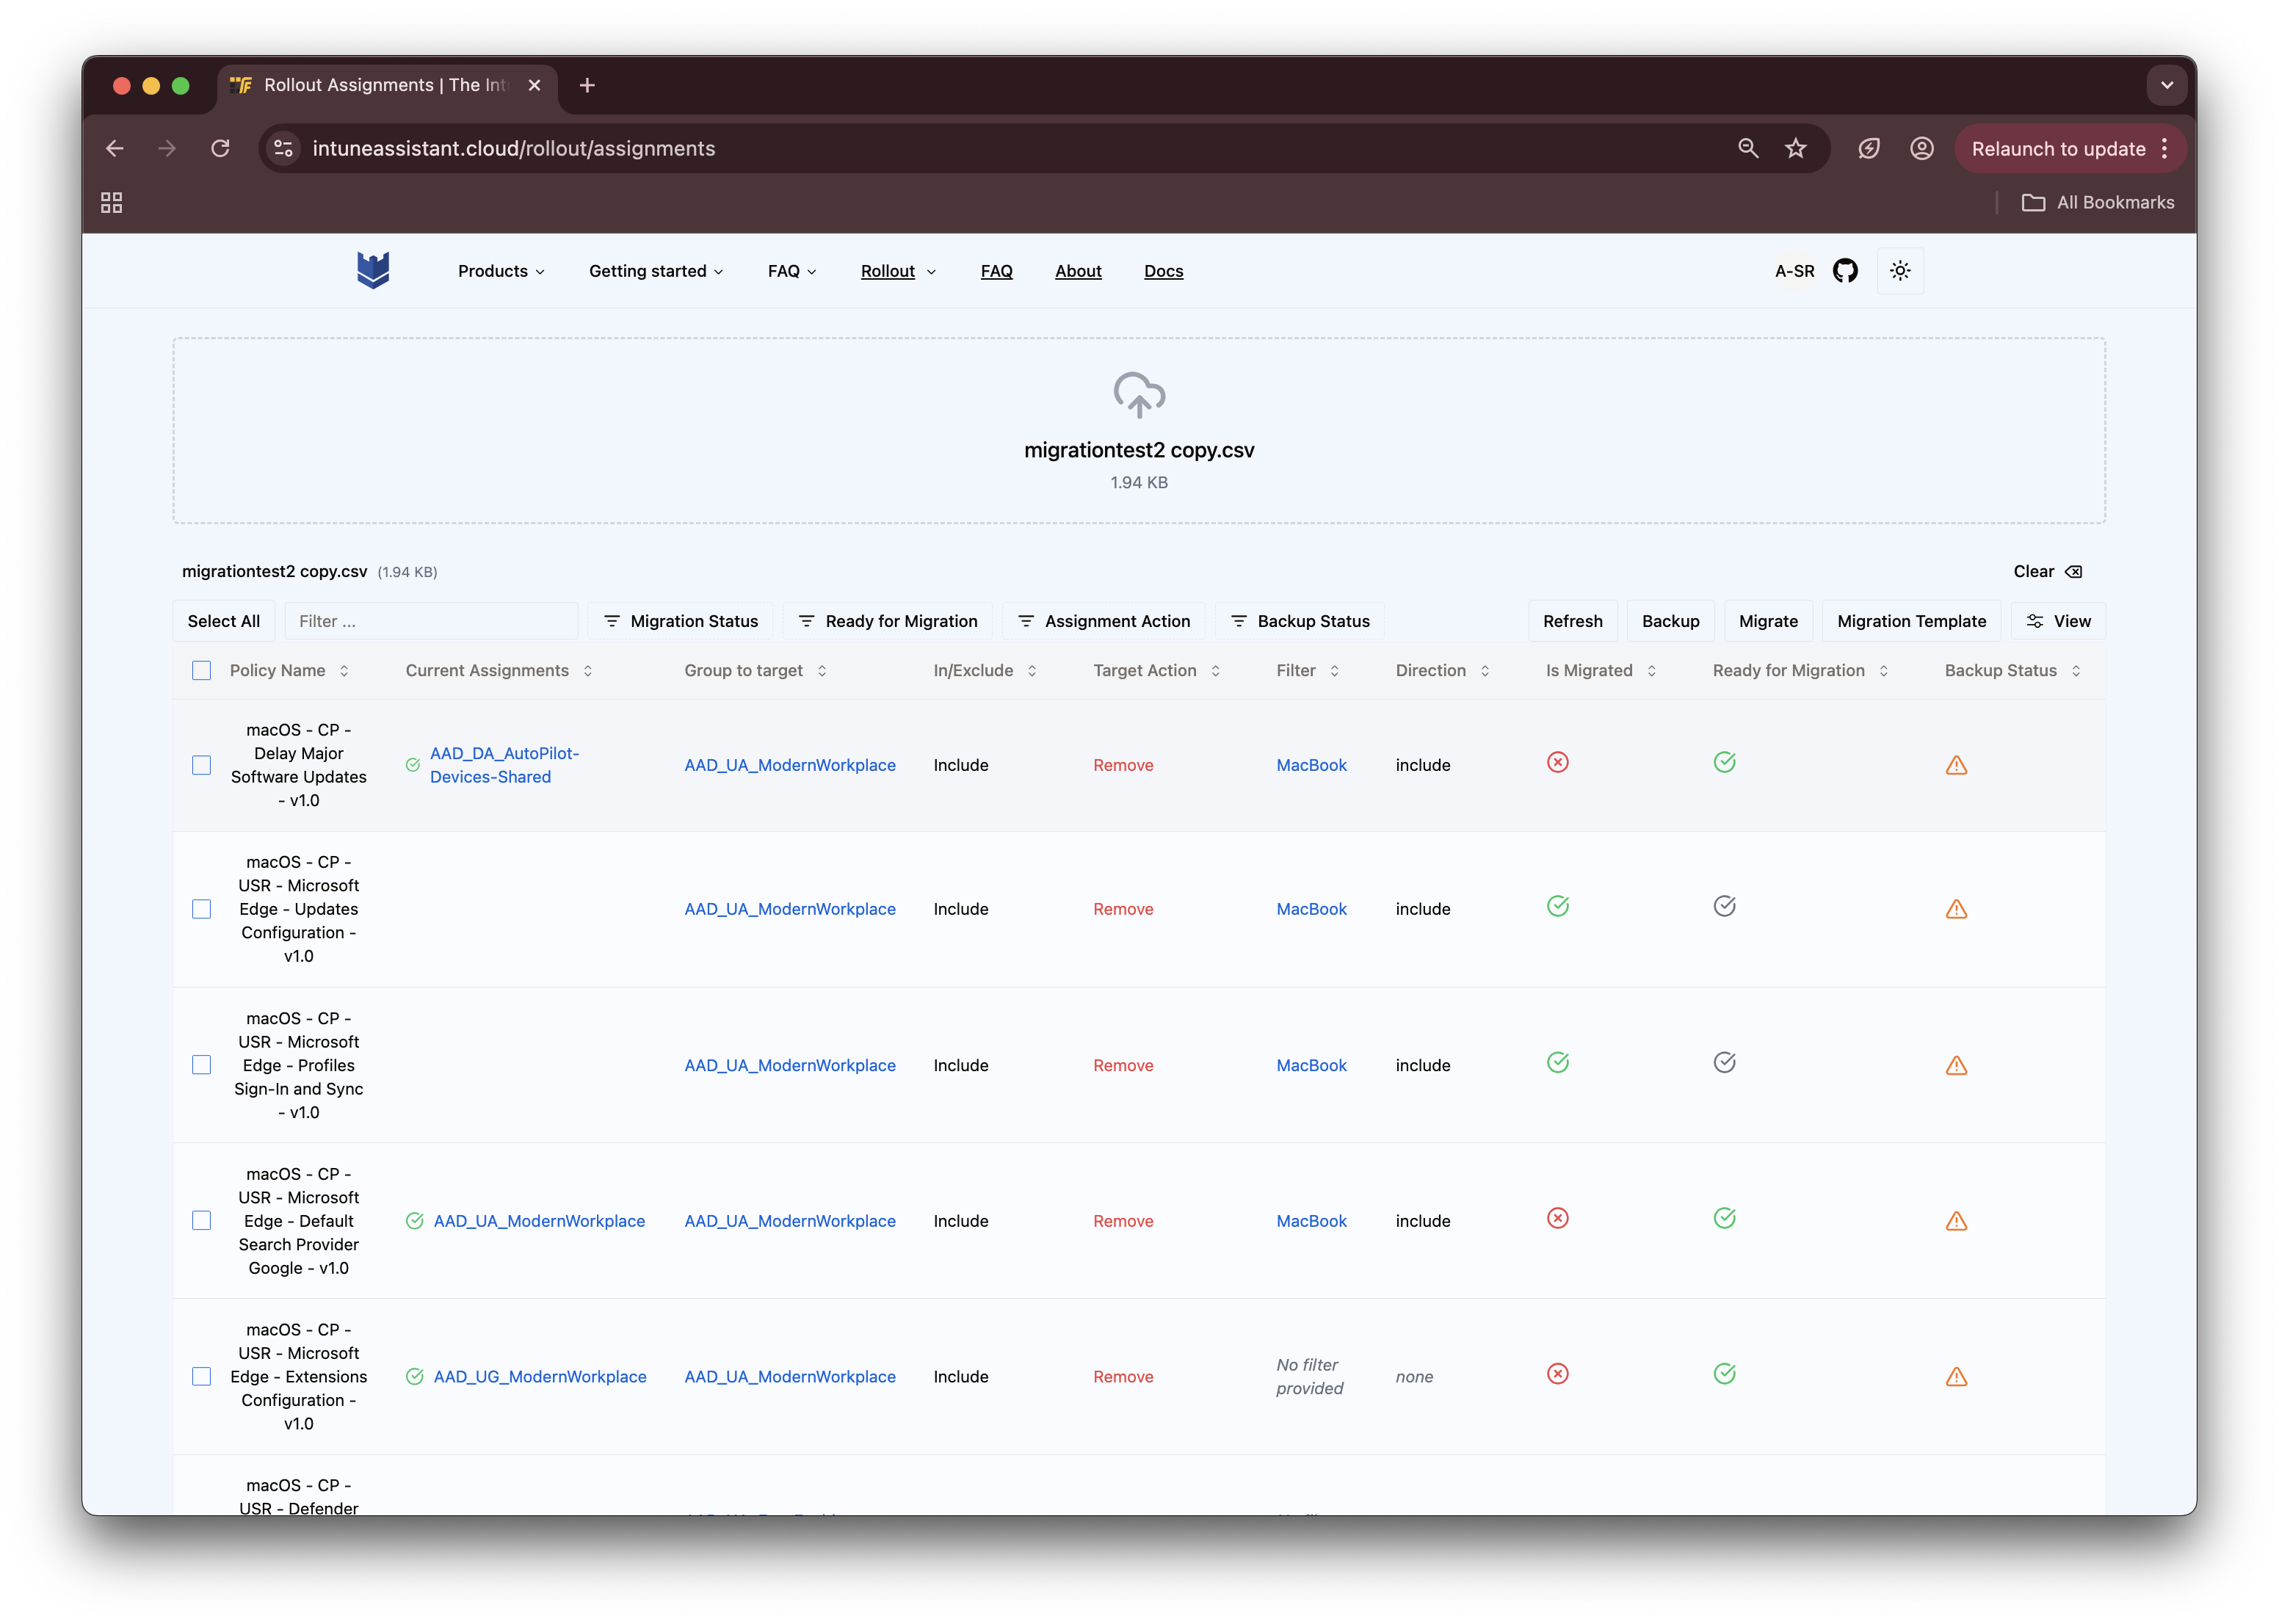 Rollout Assignments | The Int
intuneassistant.cloud/rollout/assignments
Relaunch to update
All Bookmarks
Products
Getting started
FAQ
Rollout
FAQ
About
Docs
A-SR
migrationtest2 copy.csv
1.94 KB
migrationtest2 copy.csv (1.94 KB)
Clear
Select All
Filter ...
Migration Status
Ready for Migration
Assignment Action
Backup Status
Refresh
Backup
Migrate
Migration Template
View
Policy Name
Current Assignments
Group to target
In/Exclude
Target Action
Filter
Direction
Is Migrated
Ready for Migration
Backup Status
macOS - CP -
Delay Major
Software Updates
- v1.0
AAD_DA_AutoPilot-
Devices-Shared
AAD_UA_ModernWorkplace
Include
Remove
MacBook
include
macOS - CP -
USR - Microsoft
Edge - Updates
Configuration -
v1.0
AAD_UA_ModernWorkplace
Include
Remove
MacBook
include
macOS - CP -
USR - Microsoft
Edge - Profiles
Sign-In and Sync
- v1.0
AAD_UA_ModernWorkplace
Include
Remove
MacBook
include
macOS - CP -
USR - Microsoft
Edge - Default
Search Provider
Google - v1.0
AAD_UA_ModernWorkplace
AAD_UA_ModernWorkplace
Include
Remove
MacBook
include
macOS - CP -
USR - Microsoft
Edge - Extensions
Configuration -
v1.0
AAD_UG_ModernWorkplace
AAD_UA_ModernWorkplace
Include
Remove
No filter
provided
none
macOS - CP -
USR - Defender